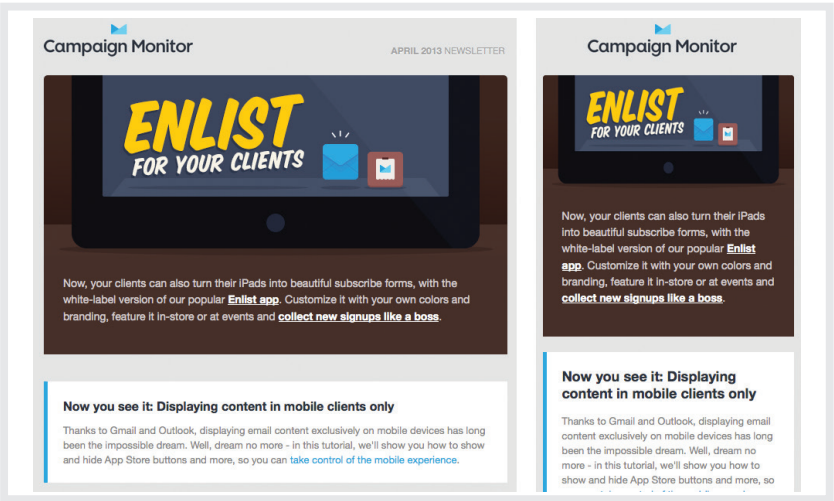 Campaign Monitor
APRIL 2013 NEWSLETTER
ENLIST
FOR YOUR CLIENTS
Now, your clients can also turn their iPads into beautiful subscribe forms, with the
white-label version of our popular Enlist app. Customize it with your own colors and
branding, feature it in-store or at events and collect new signups like a boss.
Now you see it: Displaying content in mobile clients only
Thanks to Gmail and Outlook, displaying email content exclusively on mobile devices has long
been the impossible dream. Well, dream no more - in this tutorial, we'll show you how to show
and hide App Store buttons and more, so you can take control of the mobile experience.
Campaign Monitor
ENLIST
FOR YOUR CLIENTS
Now, your clients can also turn their iPads
into beautiful subscribe forms, with the
white-label version of our popular Enlist
app. Customize it with your own colors and
branding, feature it in-store or at events and
collect new signups like a boss.
Now you see it: Displaying
content in mobile clients only
Thanks to Gmail and Outlook, displaying email
content exclusively on mobile devices has long
been the impossible dream. Well, dream no
more - in this tutorial, we'll show you how to
show and hide App Store buttons and more, so